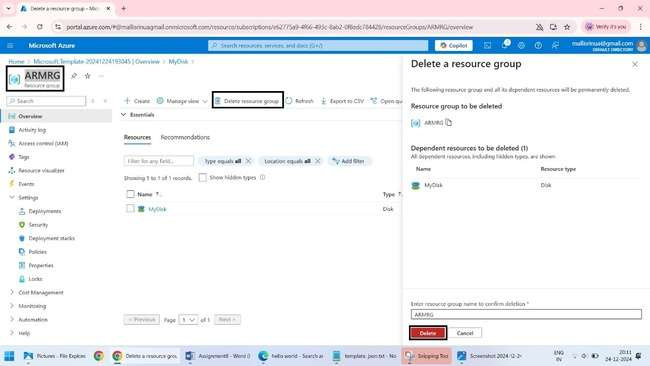 Delete a resource group - Micro
portal.azure.com/#@mallisrinuagmail.onmicrosoft.com/resource/subscriptions/e62775a9-4f66-493c-8ab2-0f8odc784428/resourceGroups/ARMRG/overview
Verify it's you
Microsoft Azure
Search resources, services, and docs (G+/)
Copilot
mallisrinua@gmail.com
DEFAULT DIRECTORY
Home > Microsoft.Template-20241224193045 | Overview > MyDisk >
ARMRG
Resource group
Search
Overview
Activity log
Access control (IAM)
Tags
Resource visualizer
Events
Settings
Deployments
Security
Deployment stacks
Policies
Properties
Locks
Cost Management
Monitoring
Automation
Help
Create
Manage view
Delete resource group
Refresh
Export to CSV
Open qu
Essentials
Resources
Recommendations
Filter for any field...
Type equals all
Location equals all
Add filter
Showing 1 to 1 of 1 records.
Show hidden types
Name
Type
MyDisk
Disk
< Previous
Page
1
of 1
Next >
Delete a resource group
The following resource group and all its dependent resources will be permanently deleted.
Resource group to be deleted
ARMRG
Dependent resources to be deleted (1)
All dependent resources, including hidden types, are shown
Name
Resource type
MyDisk
Disk
Enter resource group name to confirm deletion *
ARMRG
Delete
Cancel
Pictures - File Explorer
Delete a resource grou
Assignment8 - Word (
hello world - Search a
template.json.txt - No
Snipping Tool
Screenshot 2024-12-2
ENG
IN
20:11
24-12-2024